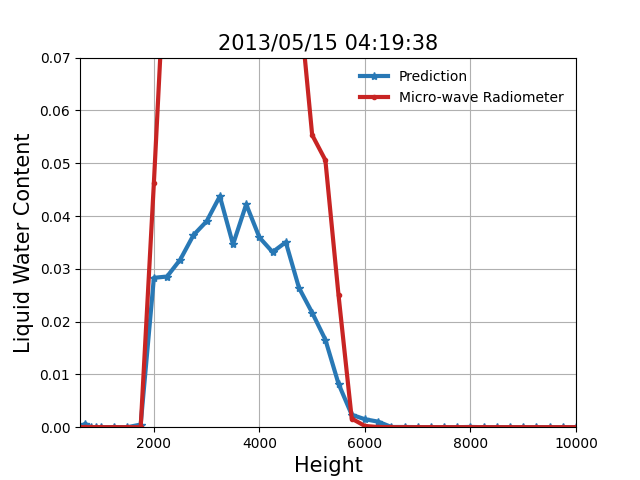 2013/05/15 04:19:38
0.07
0.06
0.05
0.04
0.03
0.02
0.01
0.00
Liquid Water Content
Prediction
Micro-wave Radiometer
2000 4000 6000 8000 10000
Height